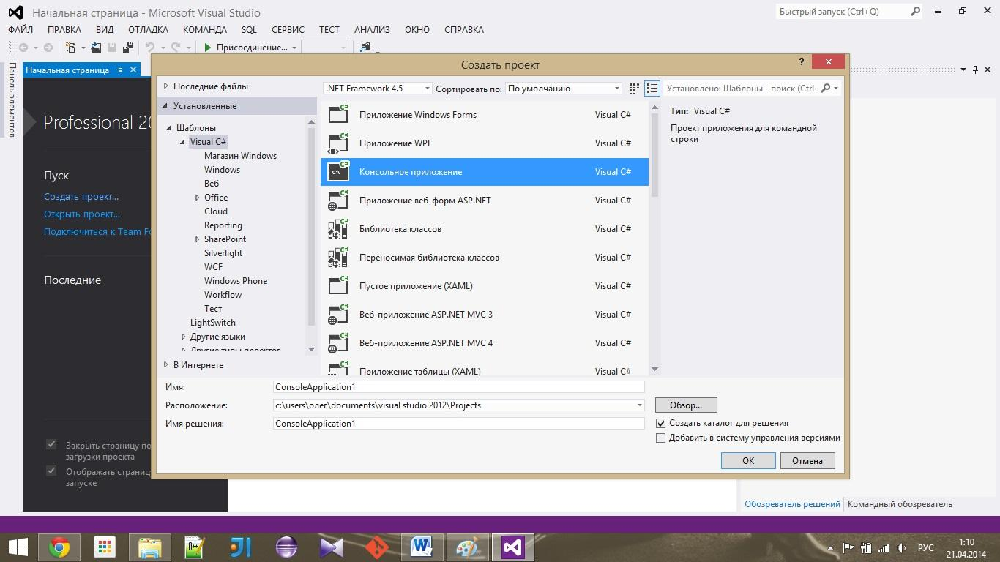 Начальная страница - Microsoft Visual Studio
Быстрый запуск (Ctrl+Q)
ФАЙЛ ПРАВКА ВИД ОТЛАДКА КОМАНДА SQL СЕРВИС ТЕСТ АНАЛИЗ ОКНО СПРАВКА
Присоединение...
Панель элементов
Начальная страница
Professional 20
Пуск
Создать проект...
Открыть проект...
Подключиться к Team Fo
Последние
Закрыть страницу по
загрузки проекта
Отображать страниц
запуске
Создать проект
?
Последние файлы
Установленные
Шаблоны
Visual C#
Магазин Windows
Windows
Веб
Office
Cloud
Reporting
SharePoint
Silverlight
WCF
Windows Phone
Workflow
Тест
LightSwitch
Другие языки
Другие типы проектов
В Интернете
.NET Framework 4.5
Сортировать по: По умолчанию
Установлено: Шаблоны - поиск (Ctrl-
Приложение Windows Forms Visual C#
Приложение WPF Visual C#
Консольное приложение Visual C#
Приложение веб-форм ASP.NET Visual C#
Библиотека классов Visual C#
Переносимая библиотека классов Visual C#
Пустое приложение (XAML) Visual C#
Веб-приложение ASP.NET MVC 3 Visual C#
Веб-приложение ASP.NET MVC 4 Visual C#
Приложение таблицы (XAML) Visual C#
Тип: Visual C#
Проект приложения для командной
строки
Имя: ConsoleApplication1
Расположение: c:\users\олег\documents\visual studio 2012\Projects
Обзор...
Имя решения: ConsoleApplication1
Создать каталог для решения
Добавить в систему управления версиями
OK Отмена
Обозреватель решений Командный обозреватель
РУС
1:10
21.04.2014